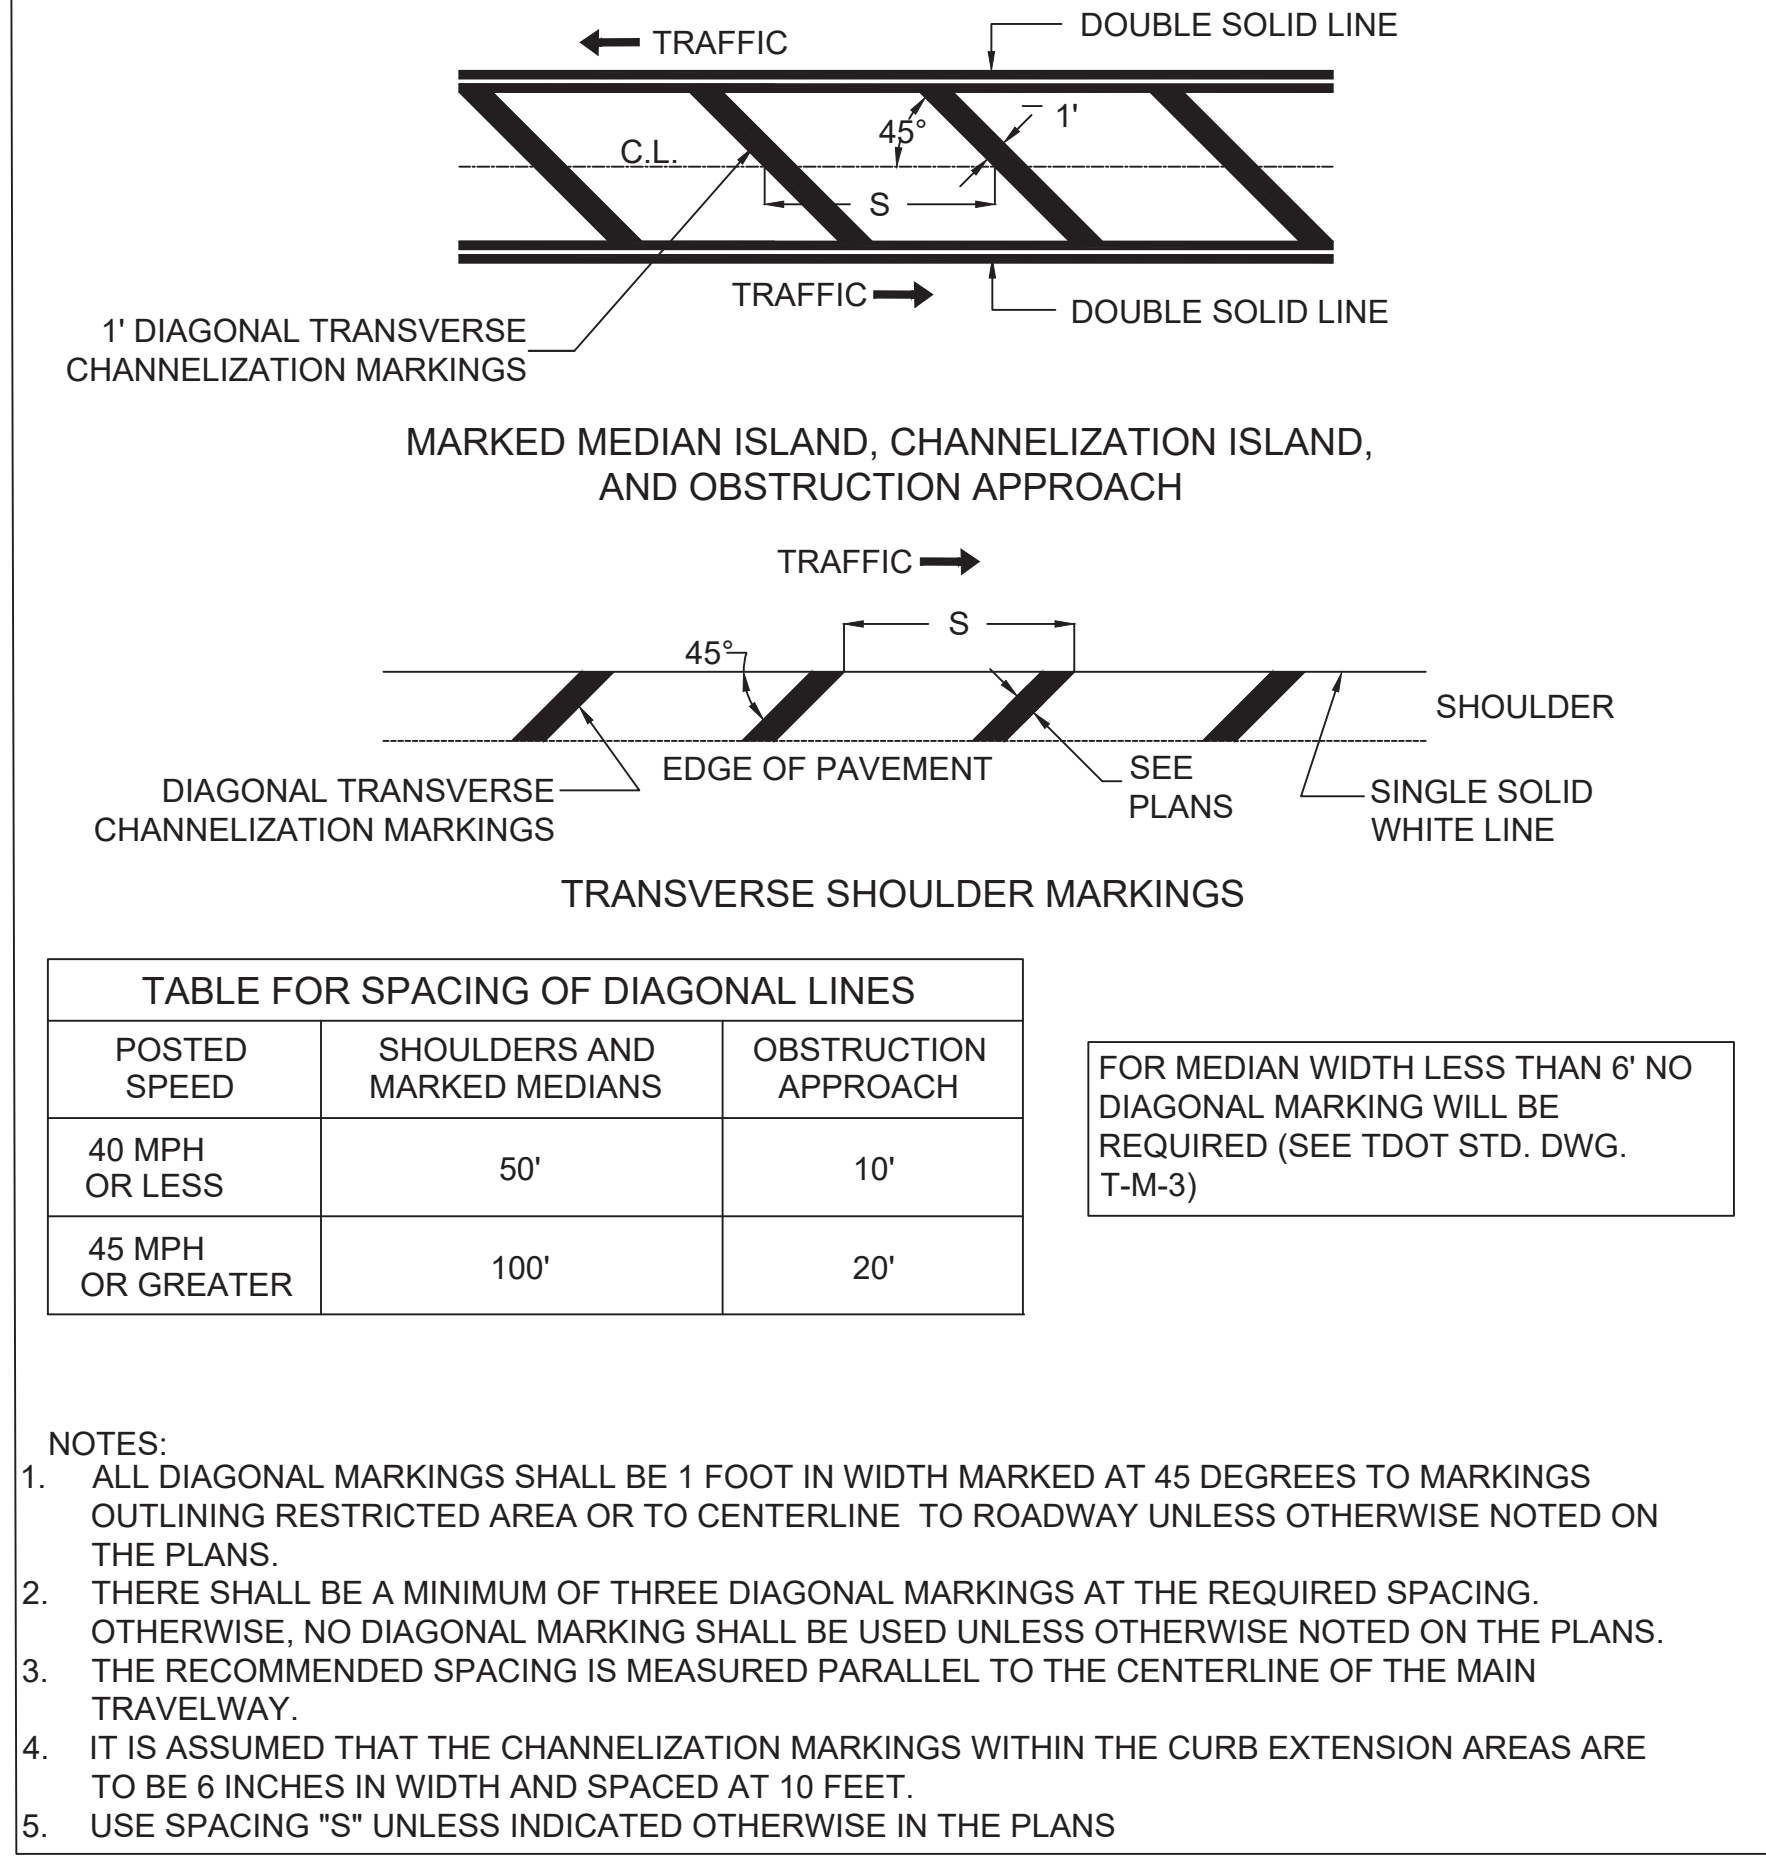 DOUBLE SOLID LINE
TRAFFIC
1'
45°
C.L.
S
TRAFFIC
DOUBLE SOLID LINE
1' DIAGONAL TRANSVERSE
CHANNELIZATION MARKINGS
MARKED MEDIAN ISLAND, CHANNELIZATION ISLAND,
AND OBSTRUCTION APPROACH
TRAFFIC
S
45°
SHOULDER
EDGE OF PAVEMENT
SEE
PLANS
DIAGONAL TRANSVERSE
CHANNELIZATION MARKINGS
SINGLE SOLID
WHITE LINE
TRANSVERSE SHOULDER MARKINGS
TABLE FOR SPACING OF DIAGONAL LINES
POSTED
SPEED
SHOULDERS AND
MARKED MEDIANS
OBSTRUCTION
APPROACH
40 MPH
OR LESS
50'
10'
45 MPH
OR GREATER
100'
20'
FOR MEDIAN WIDTH LESS THAN 6' NO
DIAGONAL MARKING WILL BE
REQUIRED (SEE TDOT STD. DWG.
T-M-3)
NOTES:
1. ALL DIAGONAL MARKINGS SHALL BE 1 FOOT IN WIDTH MARKED AT 45 DEGREES TO MARKINGS
OUTLINING RESTRICTED AREA OR TO CENTERLINE TO ROADWAY UNLESS OTHERWISE NOTED ON
THE PLANS.
2. THERE SHALL BE A MINIMUM OF THREE DIAGONAL MARKINGS AT THE REQUIRED SPACING.
OTHERWISE, NO DIAGONAL MARKING SHALL BE USED UNLESS OTHERWISE NOTED ON THE PLANS.
3. THE RECOMMENDED SPACING IS MEASURED PARALLEL TO THE CENTERLINE OF THE MAIN
TRAVELWAY.
4. IT IS ASSUMED THAT THE CHANNELIZATION MARKINGS WITHIN THE CURB EXTENSION AREAS ARE
TO BE 6 INCHES IN WIDTH AND SPACED AT 10 FEET.
5. USE SPACING "S" UNLESS INDICATED OTHERWISE IN THE PLANS